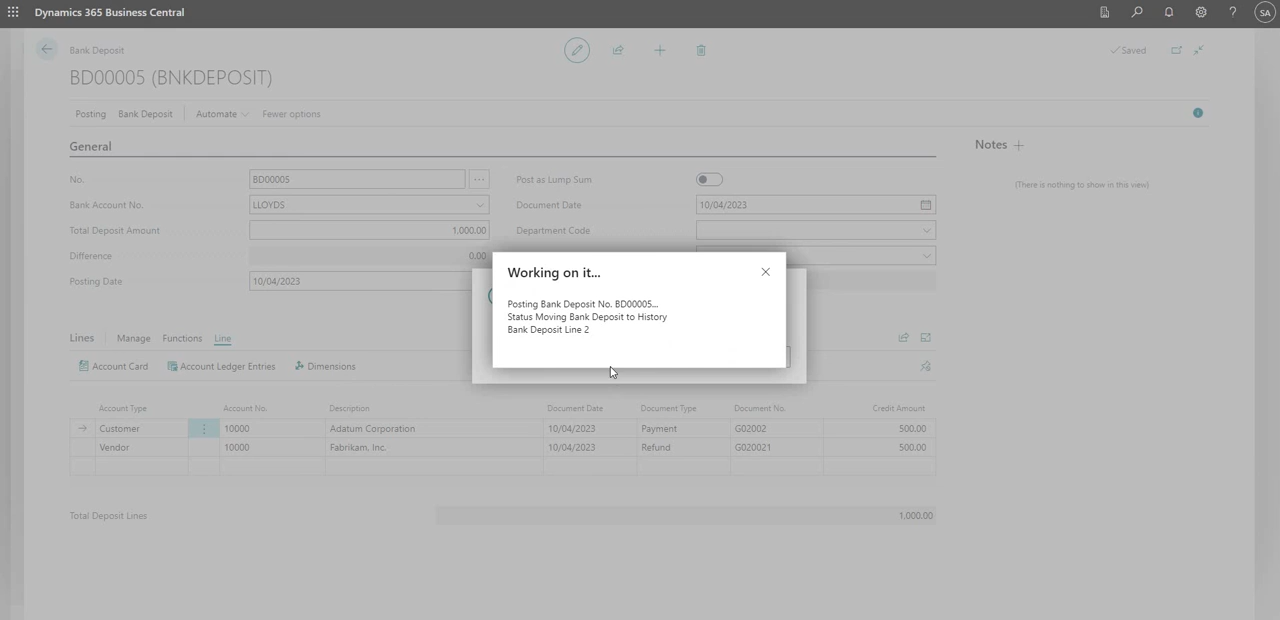 Dynamics 365 Business Central
SA
Bank Deposit
Saved
BD00005 (BNKDEPOSIT)
Posting Bank Deposit Automate Fewer options
General
Notes
No. BD00005 Post as Lump Sum
(There is nothing to show in this view)
Bank Account No. LLOYDS Document Date 10/04/2023
Total Deposit Amount 1,000.00 Department Code
Difference 0.00
Posting Date 10/04/2023
Working on it...
Posting Bank Deposit No. BD00005...
Status Moving Bank Deposit to History
Bank Deposit Line 2
Lines Manage Functions Line
Account Card Account Ledger Entries Dimensions
Account Type Account No. Description Document Date Document Type Document No. Credit Amount
Customer 10000 Adatum Corporation 10/04/2023 Payment G02002 500.00
Vendor 10000 Fabrikam, Inc. 10/04/2023 Refund G020021 500.00
Total Deposit Lines 1,000.00